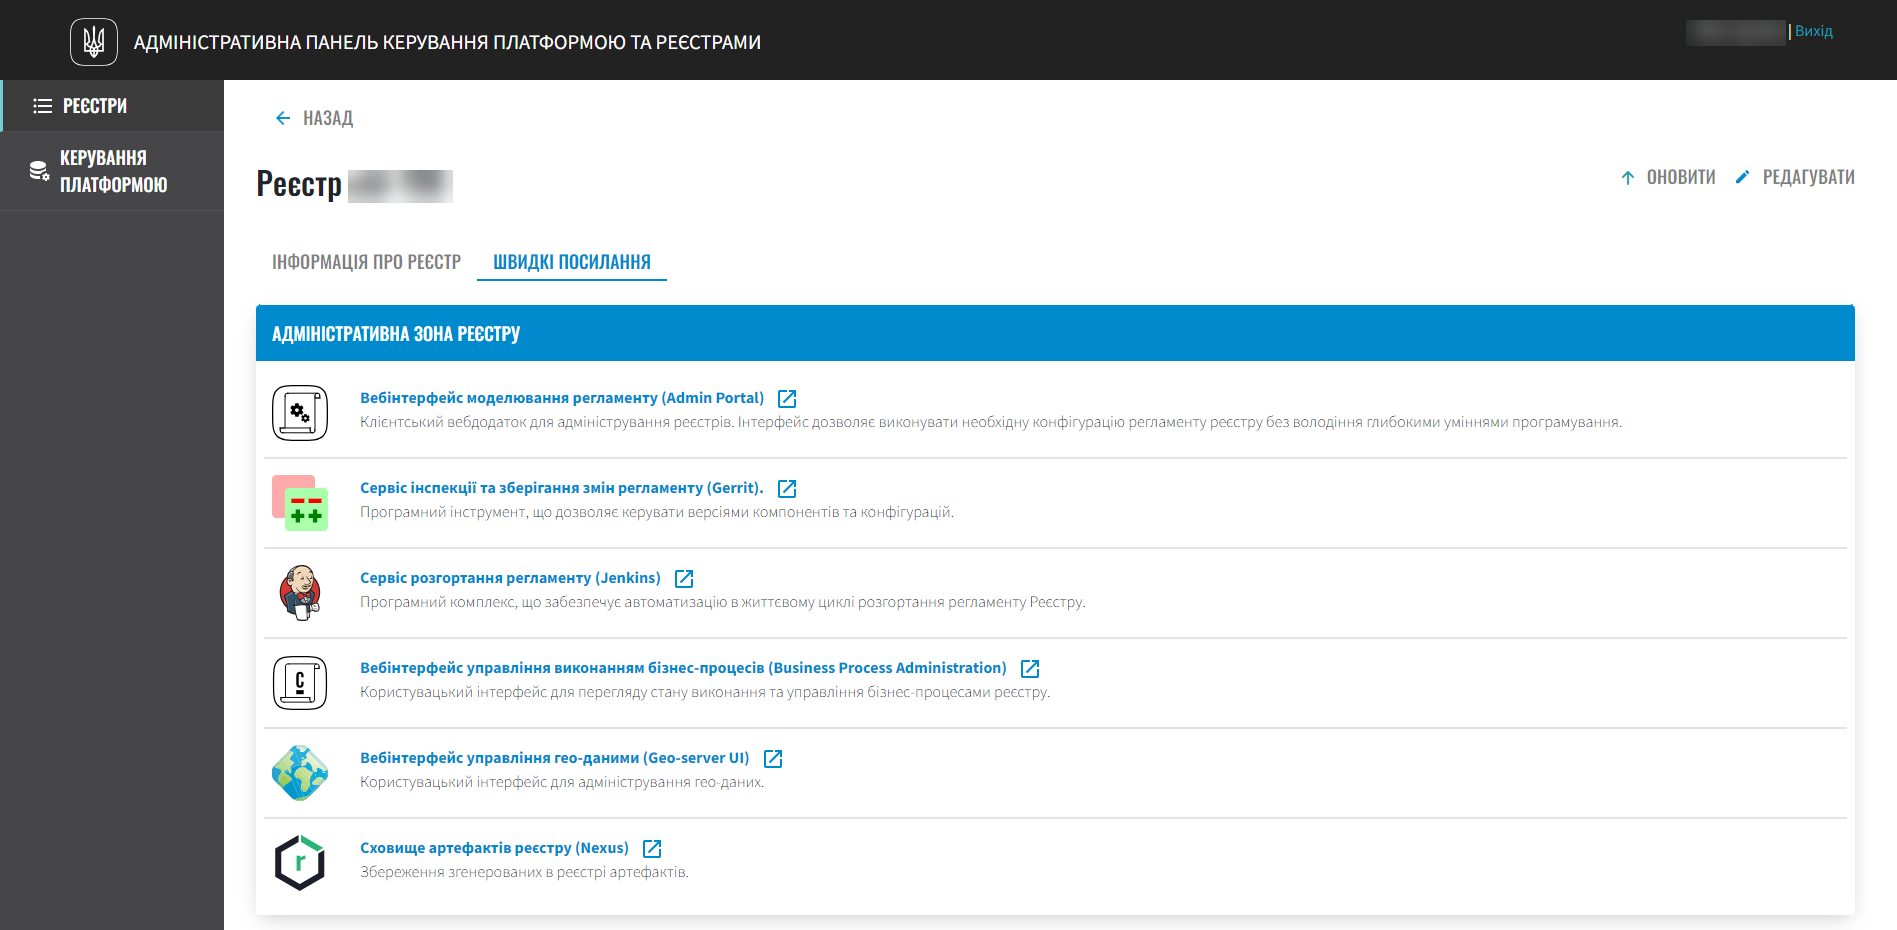 АДМІНІСТРАТИВНА ПАНЕЛЬ КЕРУВАННЯ ПЛАТФОРМОЮ ТА РЕЄСТРАМИ
Вихід
РЕЄСТРИ
КЕРУВАННЯ
ПЛАТФОРМОЮ
НАЗАД
Реєстр
ОНОВИТИ
РЕДАГУВАТИ
ІНФОРМАЦІЯ ПРО РЕЄСТР
ШВИДКІ ПОСИЛАННЯ
АДМІНІСТРАТИВНА ЗОНА РЕЄСТРУ
Вебінтерфейс моделювання регламенту (Admin Portal)
Клієнтський вебдодаток для адміністрування реєстрів. Інтерфейс дозволяє виконувати необхідну конфігурацію регламенту реєстру без володіння глибокими уміннями програмування.
Сервіс інспекції та зберігання змін регламенту (Gerrit).
Програмний інструмент, що дозволяє керувати версіями компонентів та конфігурацій.
Сервіс розгортання регламенту (Jenkins)
Програмний комплекс, що забезпечує автоматизацію в життєвому циклі розгортання регламенту Реєстру.
C
Вебінтерфейс управління виконанням бізнес-процесів (Business Process Administration)
Користувацький інтерфейс для перегляду стану виконання та управління бізнес-процесами реєстру.
Вебінтерфейс управління гео-даними (Geo-server UI)
Користувацький інтерфейс для адміністрування гео-даних.
r
Сховище артефактів реєстру (Nexus)
Збереження згенерованих в реєстрі артефактів.